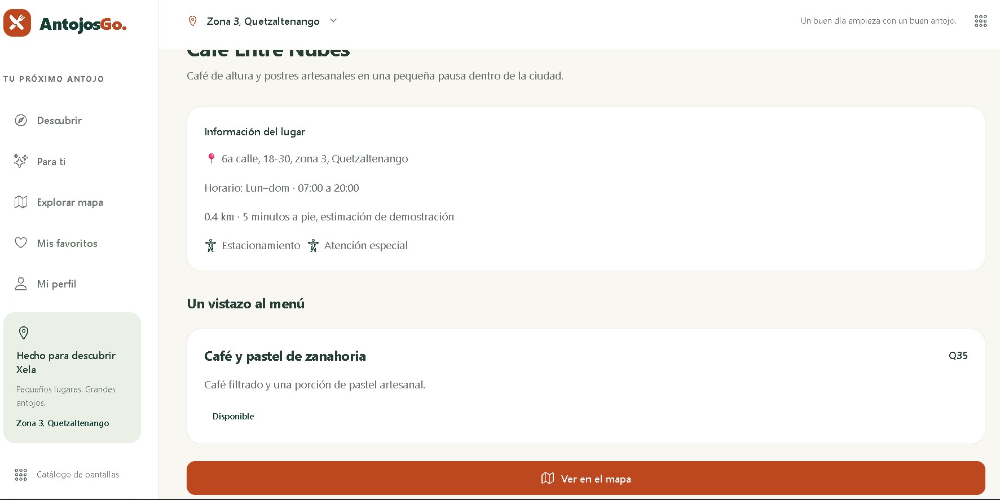 AntojosGo.
TU PRÓXIMO ANTOJO
Descubrir
Para ti
Explorar mapa
Mis favoritos
Mi perfil
Hecho para descubrir
Xela
Pequeños lugares. Grandes
antojos.
Zona 3, Quetzaltenango
Catálogo de pantallas
Zona 3, Quetzaltenango
Un buen día empieza con un buen antojo.
Café Entre Nubes
Café de altura y postres artesanales en una pequeña pausa dentro de la ciudad.
Información del lugar
6a calle, 18-30, zona 3, Quetzaltenango
Horario: Lun–dom · 07:00 a 20:00
0.4 km · 5 minutos a pie, estimación de demostración
Estacionamiento Atención especial
Un vistazo al menú
Café y pastel de zanahoria Q35
Café filtrado y una porción de pastel artesanal.
Disponible
Ver en el mapa